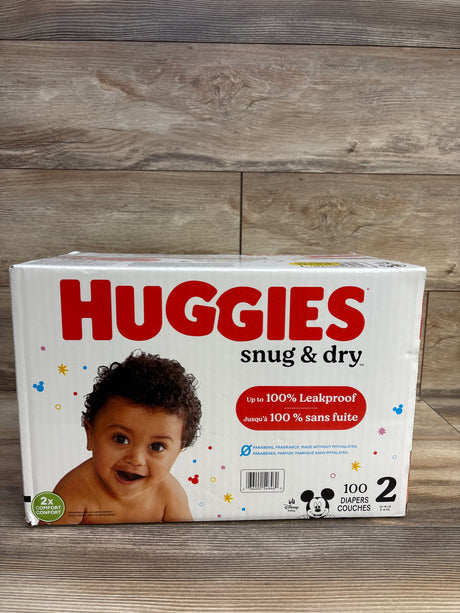 HUGGIES
snug & dry
Up to 100% Leakproof
Jusqu'à 100 % sans fuite
PARABENS, FRAGRANCE. MADE WITHOUT PHTHALATES.
PARABÈNES, PARFUM. FABRIQUÉ SANS PHTALATES.
2x
COMFORT
CONFORT
Disney
100
DIAPERS
COUCHES
2